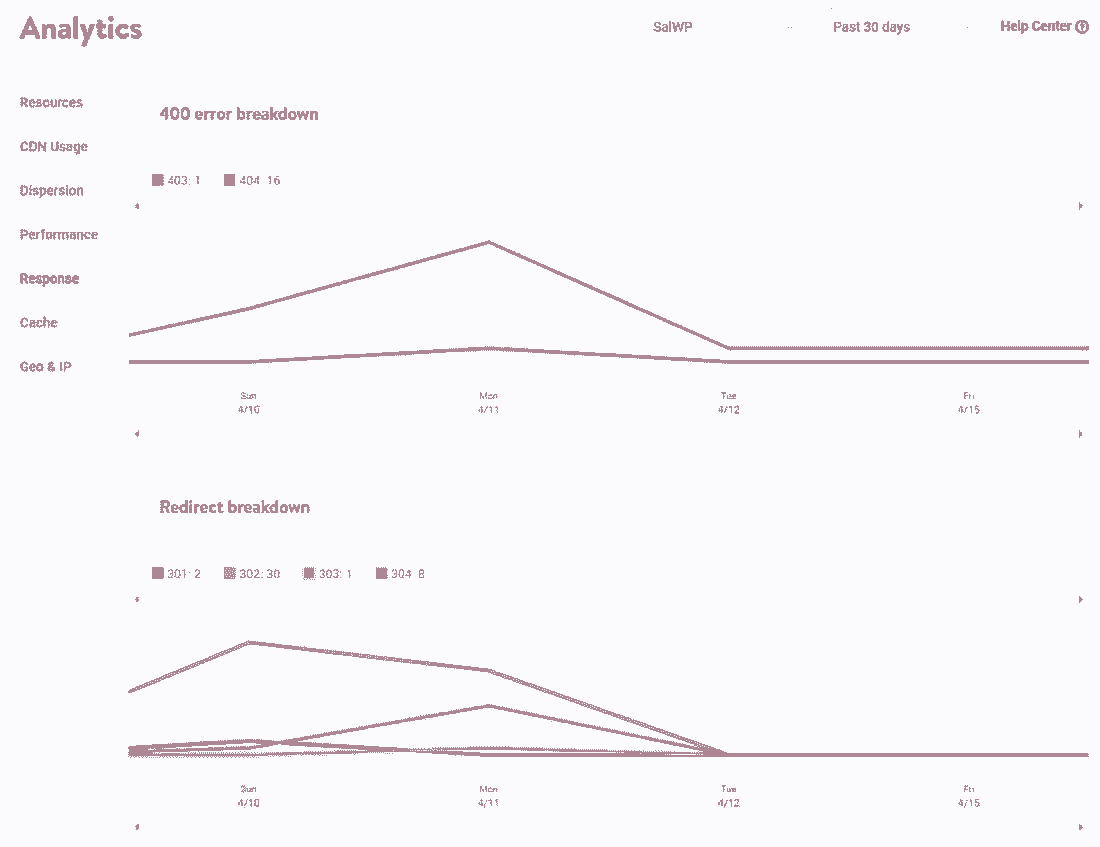 Analytics
SalWP
Past 30 days
Help Center
Resources
CDN Usage
Dispersion
Performance
Response
Cache
Geo & IP
400 error breakdown
403: 1 404: 16
Sun Mon Tue Fri
4/10 4/11 4/12 4/15
Redirect breakdown
301: 2 302: 30 303: 1 304: 8
Sun Mon Tue Fri
4/10 4/11 4/12 4/15